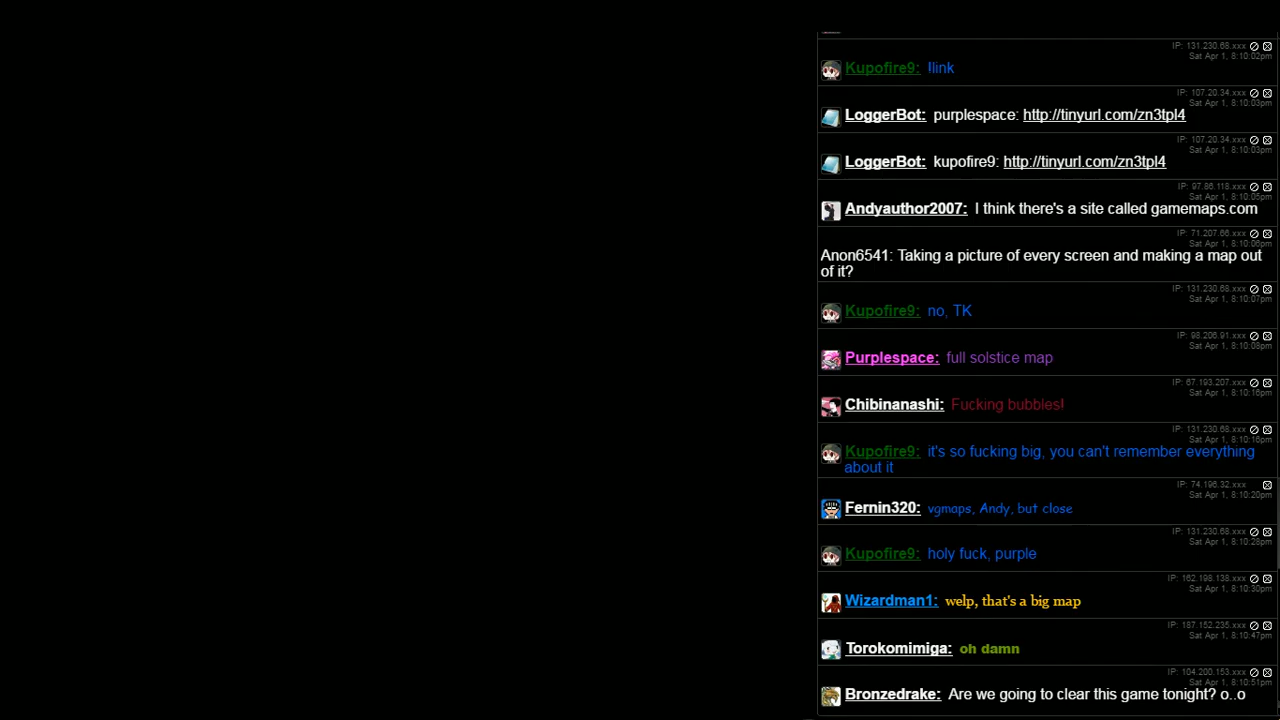 IP: 131.230.68.xxx
Sat Apr 1, 8:10:02pm
Kupofire9: !link
IP: 107.20.34.xxx
Sat Apr 1, 8:10:03pm
LoggerBot: purplespace: http://tinyurl.com/zn3tpl4
IP: 107.20.34.xxx
Sat Apr 1, 8:10:03pm
LoggerBot: kupofire9: http://tinyurl.com/zn3tpl4
IP: 97.86.118.xxx
Sat Apr 1, 8:10:05pm
Andyauthor2007: I think there's a site called gamemaps.com
IP: 71.207.66.xxx
Sat Apr 1, 8:10:06pm
Anon6541: Taking a picture of every screen and making a map out
of it?
IP: 131.230.68.xxx
Sat Apr 1, 8:10:07pm
Kupofire9: no, TK
IP: 98.206.91.xxx
Sat Apr 1, 8:10:08pm
Purplespace: full solstice map
IP: 67.193.207.xxx
Sat Apr 1, 8:10:16pm
Chibinanashi: Fucking bubbles!
IP: 131.230.68.xxx
Sat Apr 1, 8:10:16pm
Kupofire9: it's so fucking big, you can't remember everything
about it
IP: 74.196.32.xxx
Sat Apr 1, 8:10:20pm
Fernin320: vgmaps, Andy, but close
IP: 131.230.68.xxx
Sat Apr 1, 8:10:28pm
Kupofire9: holy fuck, purple
IP: 162.198.138.xxx
Sat Apr 1, 8:10:30pm
Wizardman1: welp, that's a big map
IP: 187.152.235.xxx
Sat Apr 1, 8:10:47pm
Torokomimiga: oh damn
IP: 104.200.153.xxx
Sat Apr 1, 8:10:51pm
Bronzedrake: Are we going to clear this game tonight? o..o